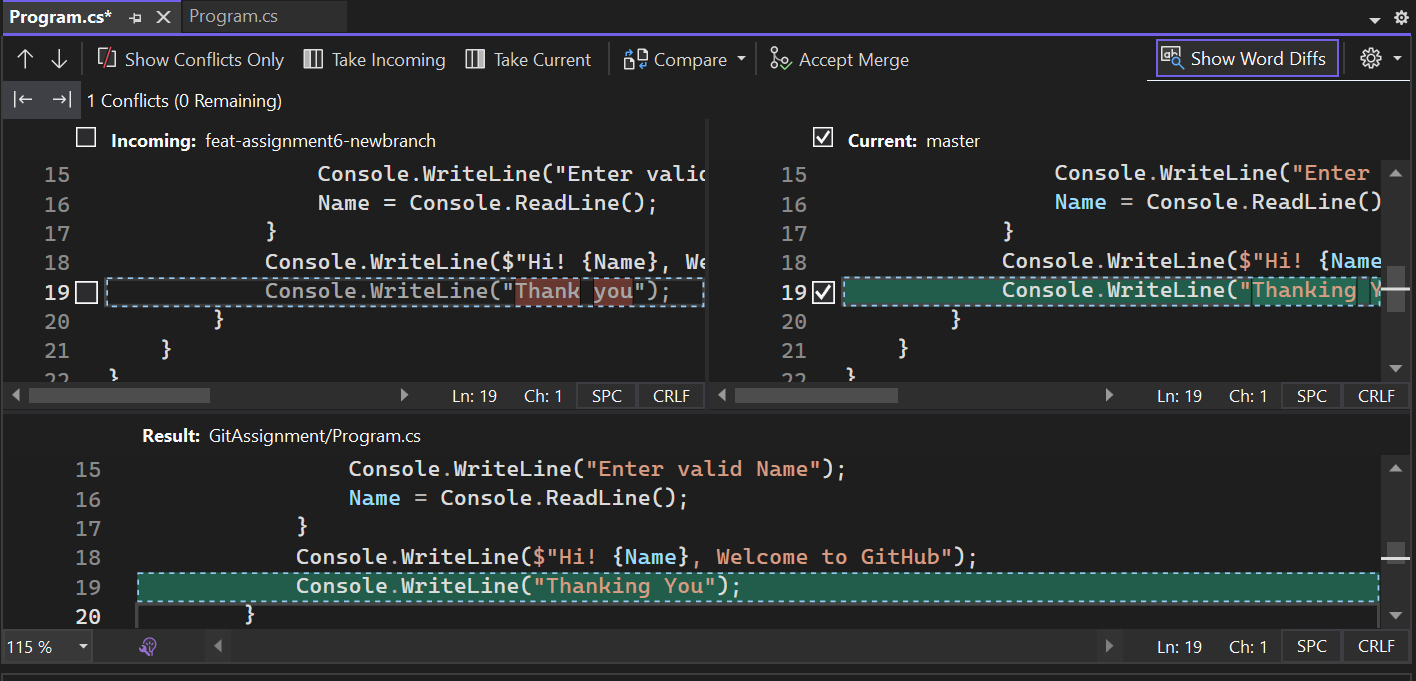 Program.cs* Program.cs
Show Conflicts Only Take Incoming Take Current Compare Accept Merge Show Word Diffs
1 Conflicts (0 Remaining)
Incoming: feat-assignment6-newbranch
15 Console.WriteLine("Enter valid
16 Name = Console.ReadLine();
17 }
18 Console.WriteLine($"Hi! {Name}, We
19 Console.WriteLine("Thank you");
20 }
21 }
22 }
Ln: 19 Ch: 1 SPC CRLF
Current: master
15 Console.WriteLine("Enter
16 Name = Console.ReadLine()
17 }
18 Console.WriteLine($"Hi! {Name
19 Console.WriteLine("Thanking Y
20 }
21 }
22 }
Ln: 19 Ch: 1 SPC CRLF
Result: GitAssignment/Program.cs
15 Console.WriteLine("Enter valid Name");
16 Name = Console.ReadLine();
17 }
18 Console.WriteLine($"Hi! {Name}, Welcome to GitHub");
19 Console.WriteLine("Thanking You");
20 }
115 % Ln: 19 Ch: 1 SPC CRLF